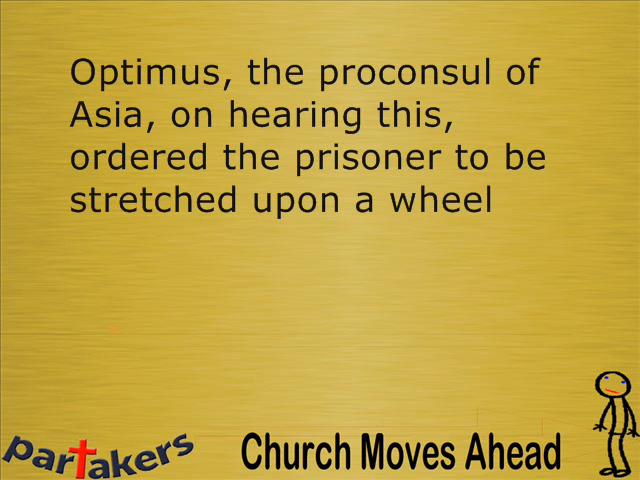 Optimus, the proconsul of
Asia, on hearing this,
ordered the prisoner to be
stretched upon a wheel
partakers
Church Moves Ahead